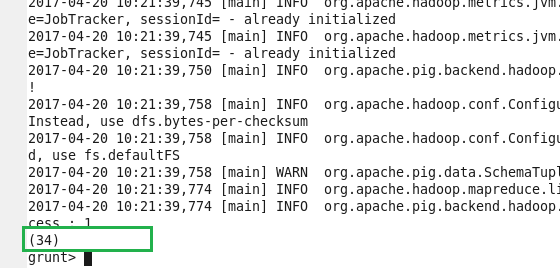 2017-04-20 10:21:39,745 [main] INFO org.apache.hadoop.metrics.jvm.
e=JobTracker, sessionId= - already initialized
2017-04-20 10:21:39,745 [main] INFO org.apache.hadoop.metrics.jvm.
e=JobTracker, sessionId= - already initialized
2017-04-20 10:21:39,750 [main] INFO org.apache.pig.backend.hadoop.
!
2017-04-20 10:21:39,758 [main] INFO org.apache.hadoop.conf.Configu
Instead, use dfs.bytes-per-checksum
2017-04-20 10:21:39,758 [main] INFO org.apache.hadoop.conf.Configu
d, use fs.defaultFS
2017-04-20 10:21:39,758 [main] WARN org.apache.pig.data.SchemaTupl
2017-04-20 10:21:39,774 [main] INFO org.apache.hadoop.mapreduce.li
2017-04-20 10:21:39,774 [main] INFO org.apache.pig.backend.hadoop.
cess : 1
(34)
grunt>